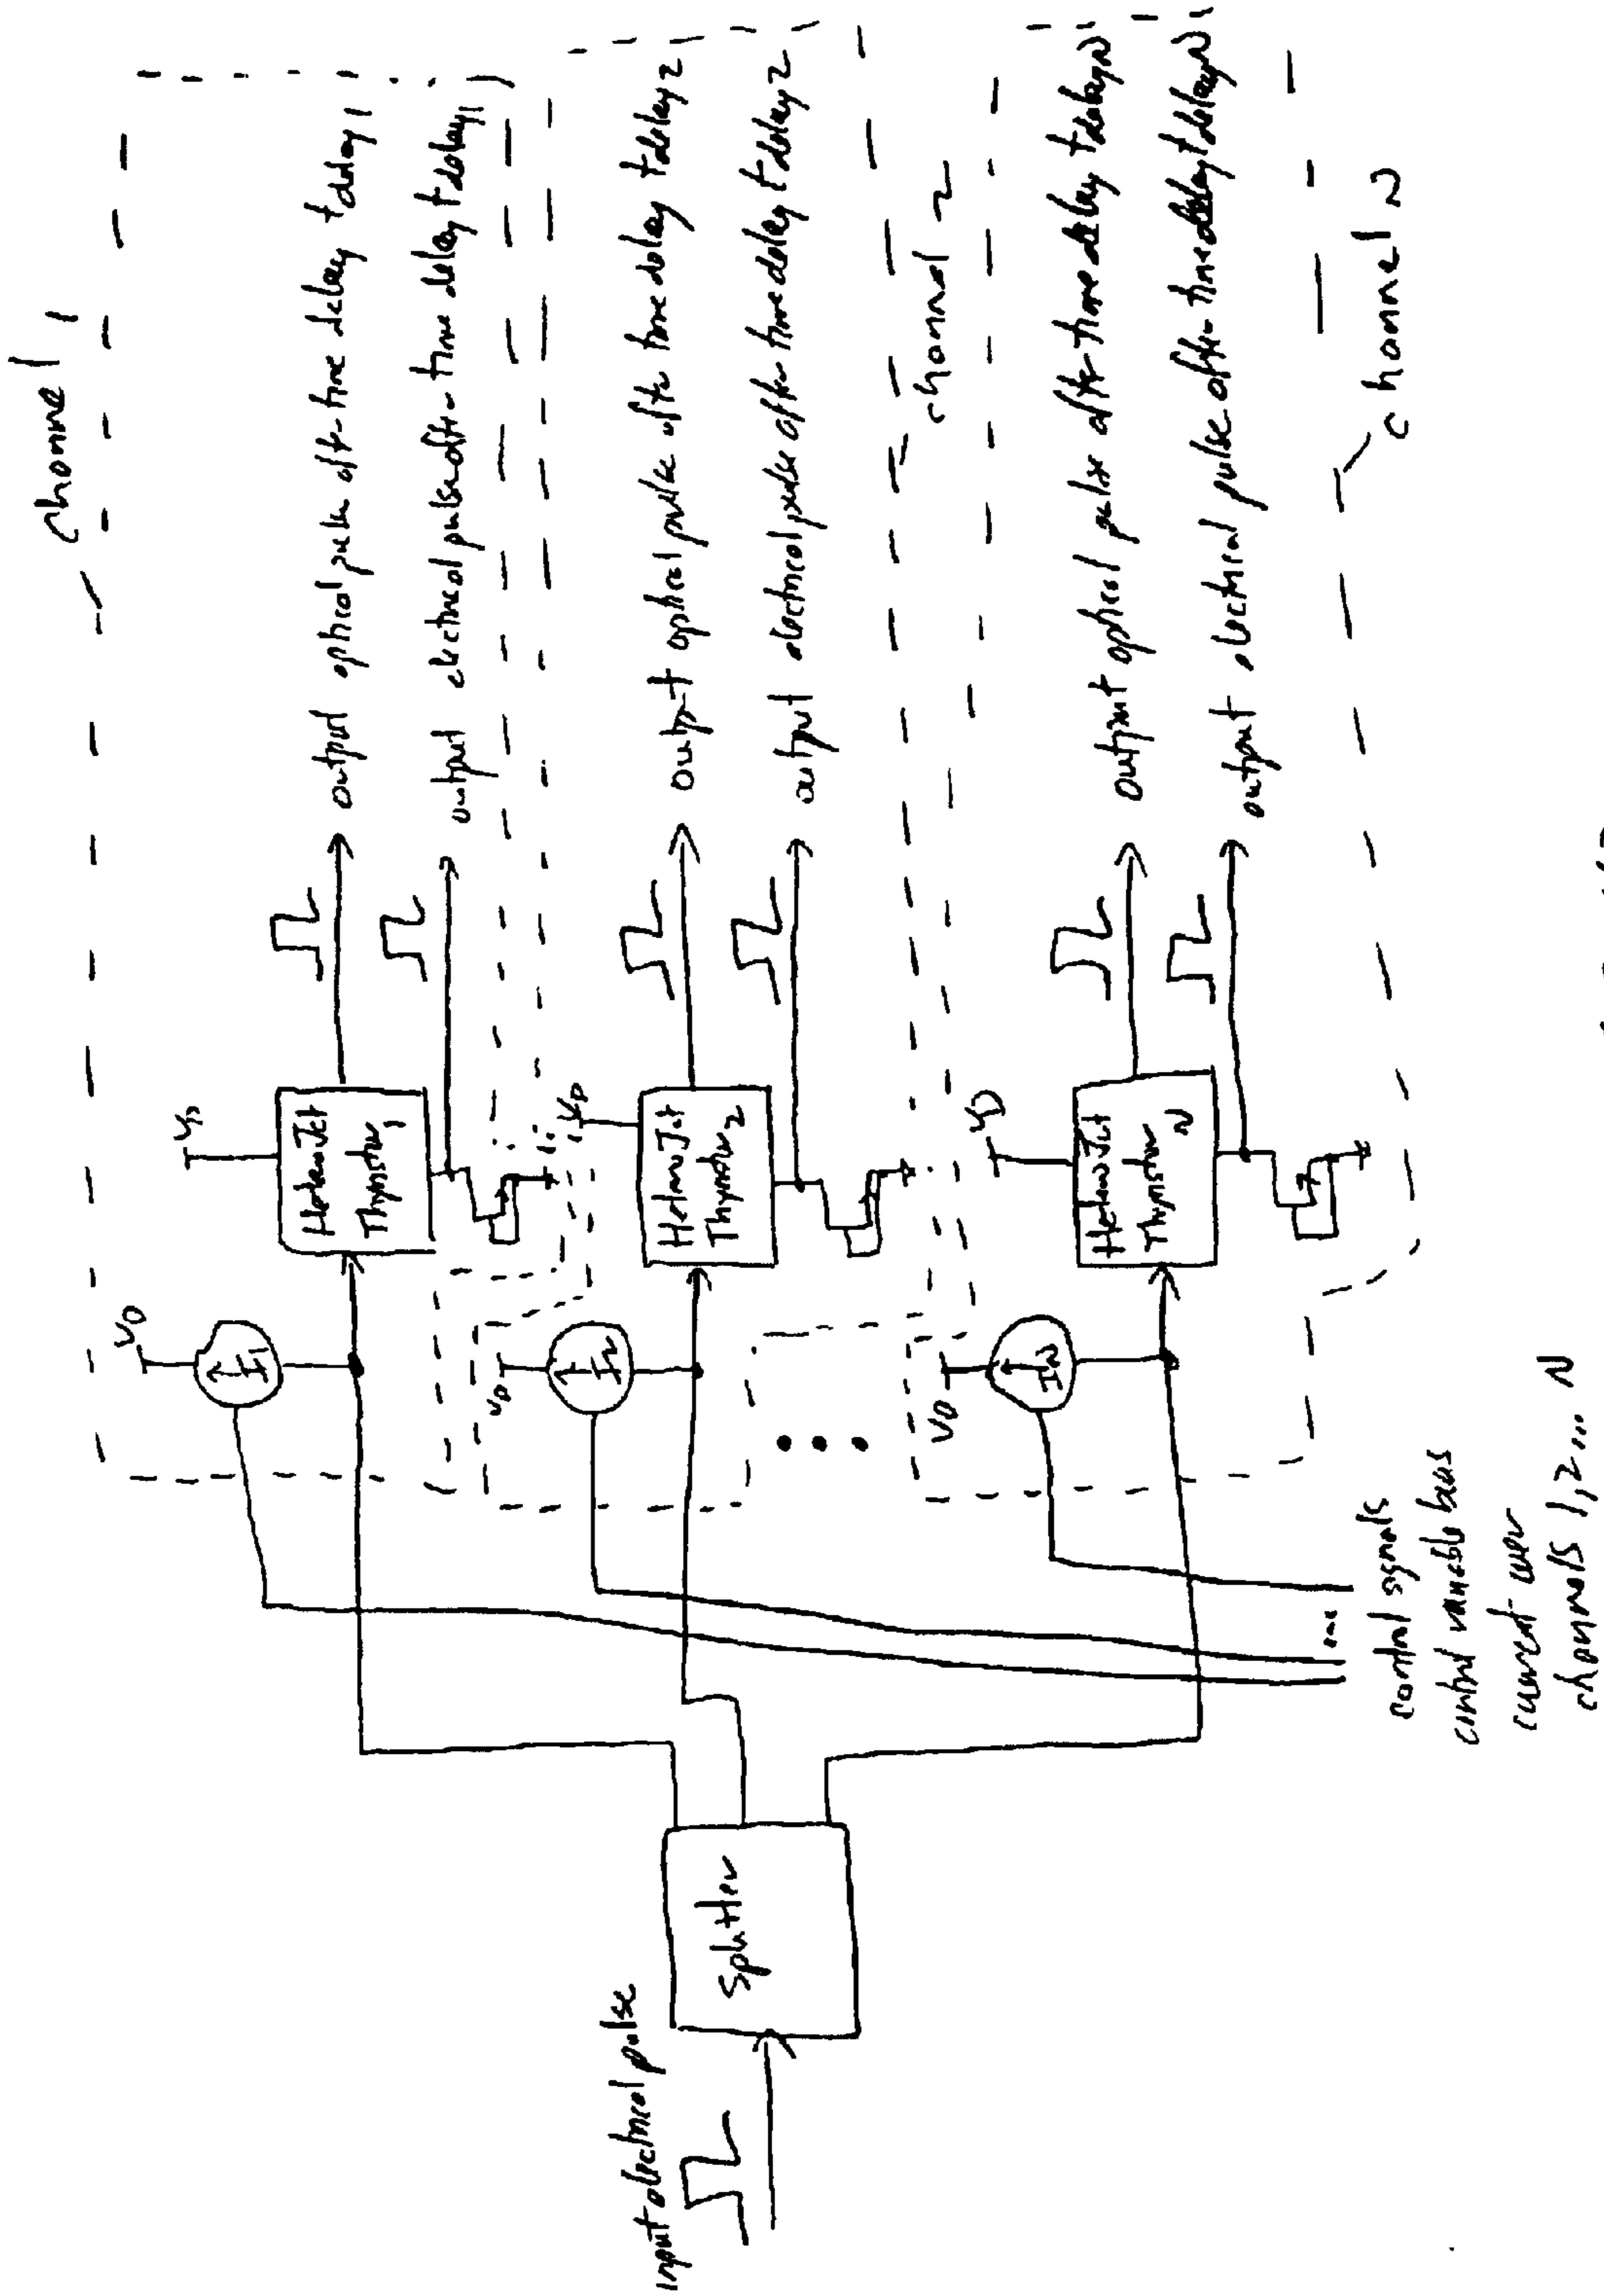 channel 1
VD
VD
I1
HeteroJct
Thyristor 1
output optical pulse after time delay tdelay1
output electrical pulse after time delay tdelay1
VD
VD
I2
HeteroJct
Thyristor 2
output optical pulse after time delay tdelay2
output electrical pulse after time delay tdelay2
channel 2
input electrical pulse
Splitter
VD
VD
IN
HeteroJct
Thyristor
N
output optical pulse after time delay tdelayN
output electrical pulse after time delay tdelayN
channel N
...
control signals
control variable bias
current over
channels 1,2... N